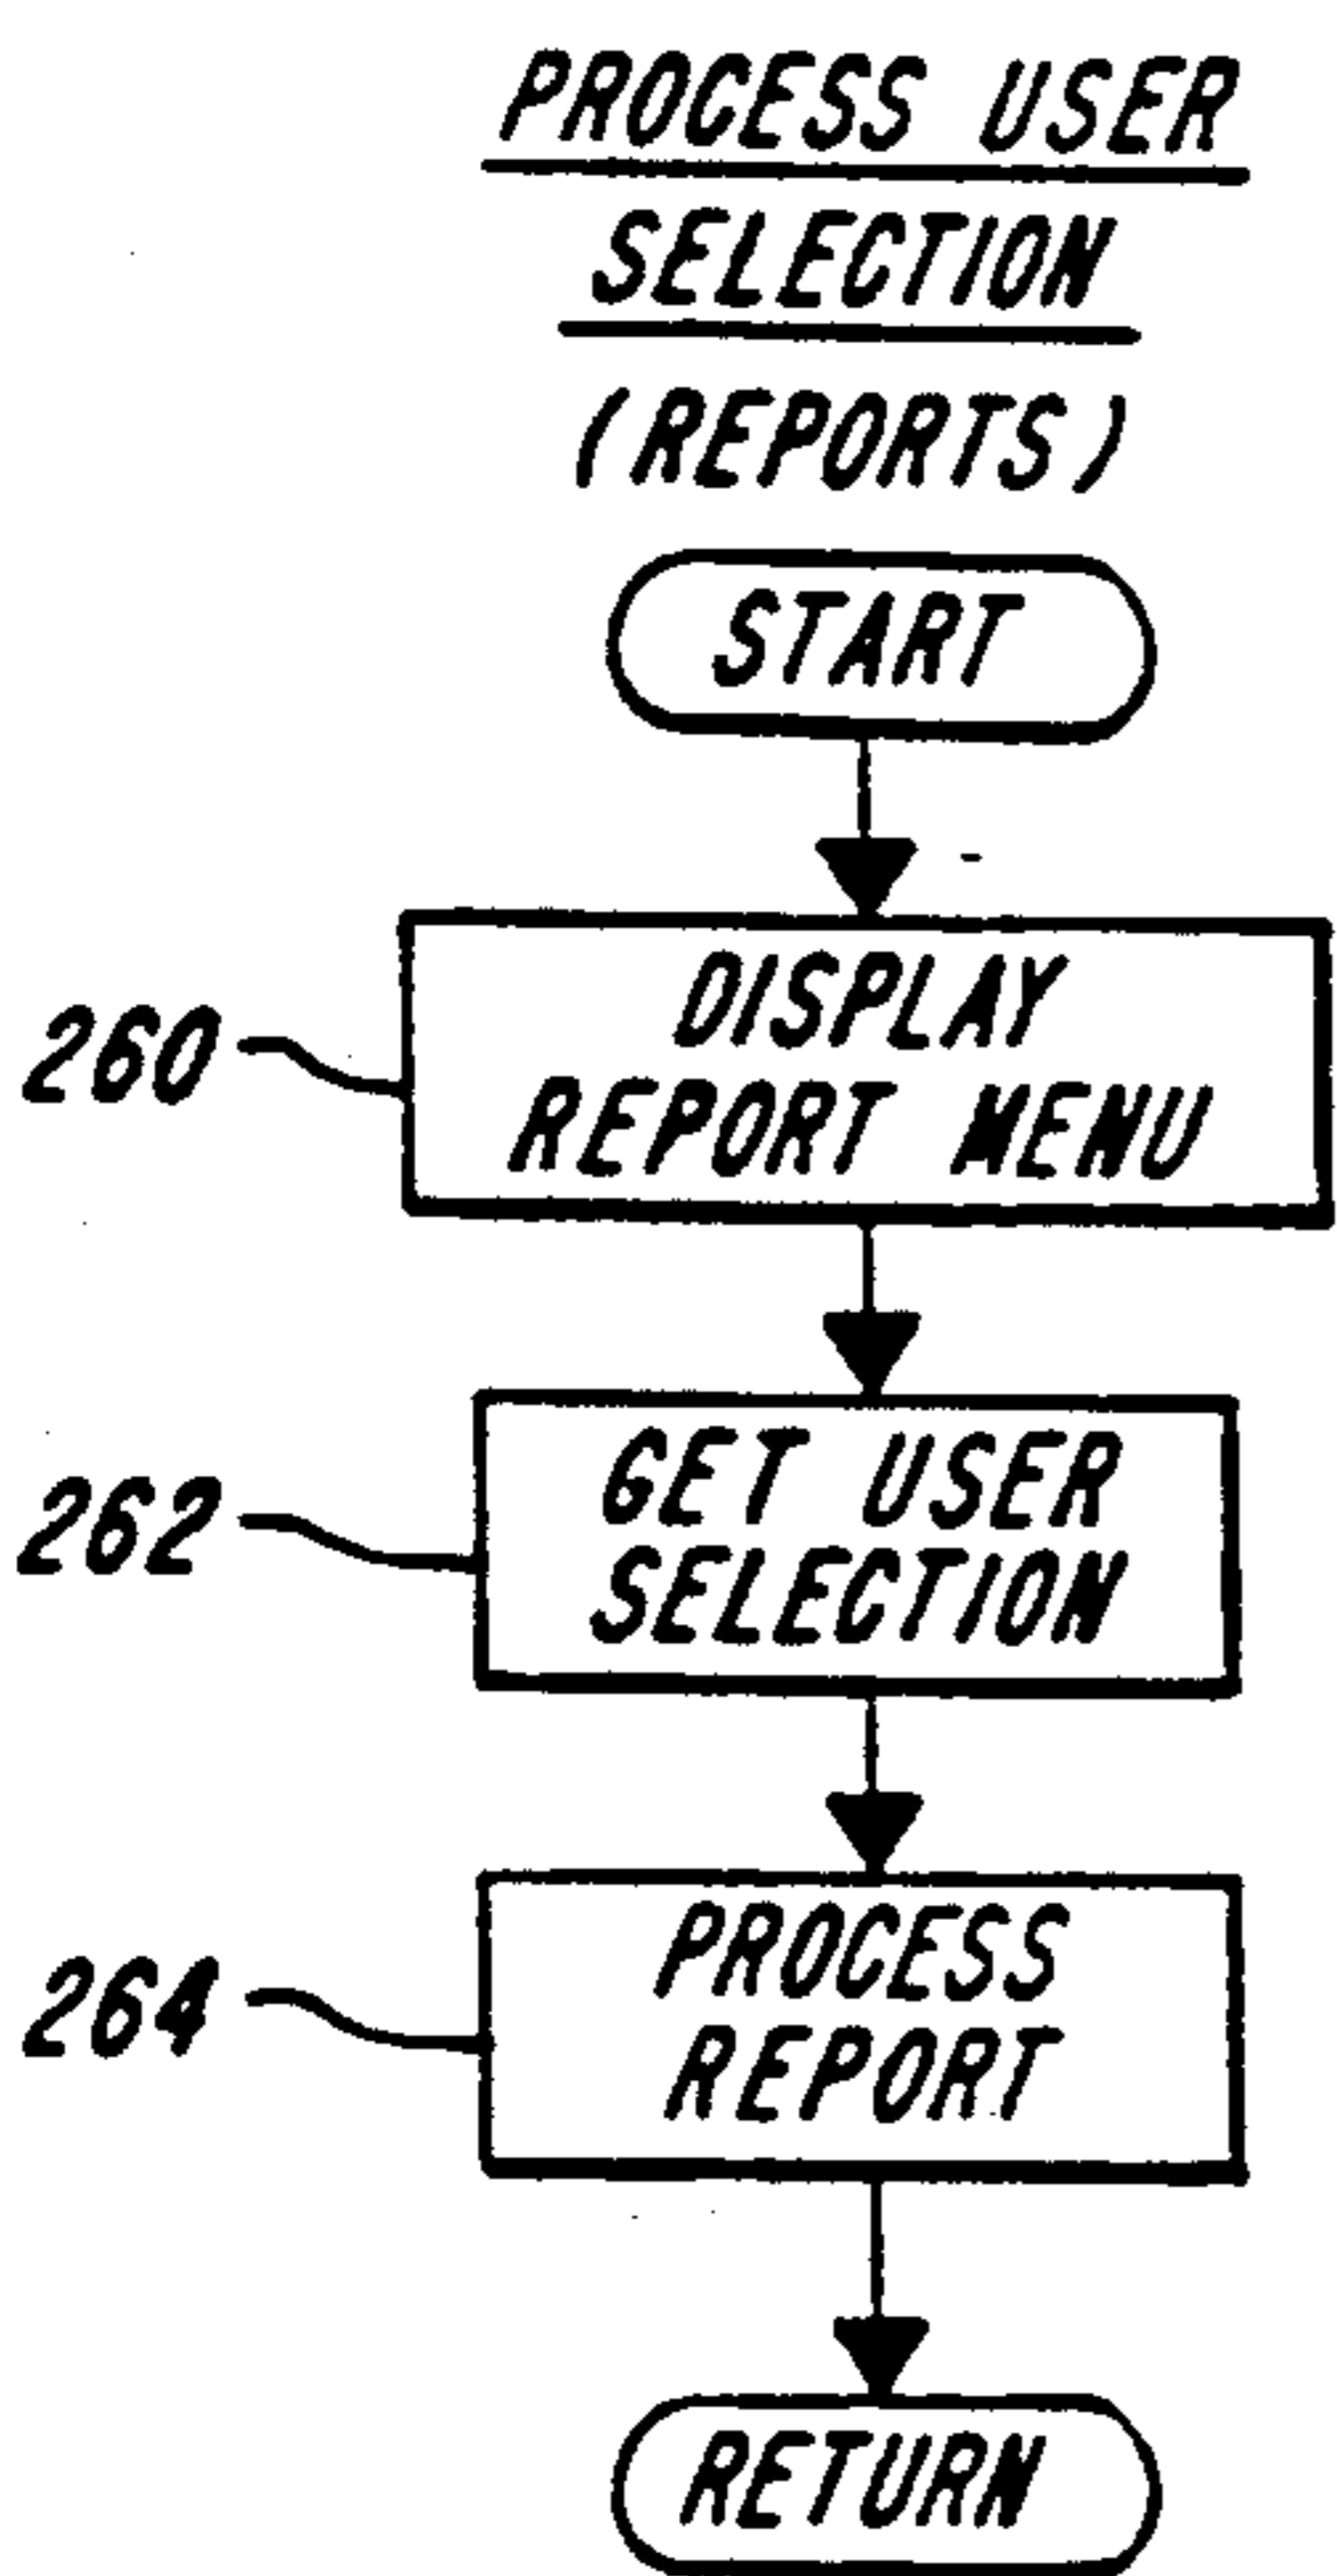 PROCESS USER
SELECTION
(REPORTS)
START
DISPLAY
REPORT MENU
260
GET USER
SELECTION
262
PROCESS
REPORT
264
RETURN